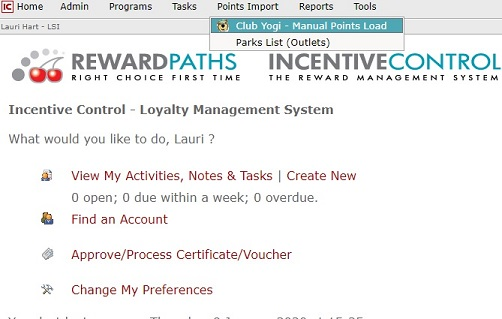 IC Home Admin Programs Tasks Points Import Reports Tools
Lauri Hart - LSI
Club Yogi - Manual Points Load
Parks List (Outlets)
REWARDPATHS INCENTIVECONTROL
RIGHT CHOICE FIRST TIME THE REWARD MANAGEMENT SYSTEM
Incentive Control - Loyalty Management System
What would you like to do, Lauri ?
View My Activities, Notes & Tasks | Create New
0 open; 0 due within a week; 0 overdue.
Find an Account
Approve/Process Certificate/Voucher
Change My Preferences